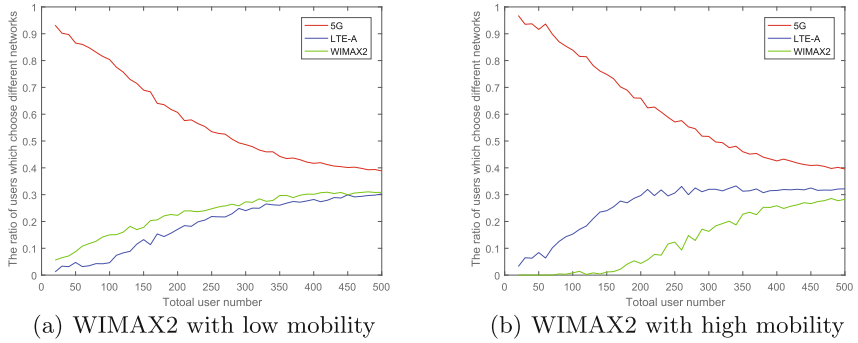 The ratio of users which choose different networks
1
0.9
0.8
0.7
0.6
0.5
0.4
0.3
0.2
0.1
0
5G
LTE-A
WIMAX2
0 50 100 150 200 250 300 350 400 450 500
Totoal user number
(a) WIMAX2 with low mobility
The ratio of users which choose different networks
1
0.9
0.8
0.7
0.6
0.5
0.4
0.3
0.2
0.1
0
5G
LTE-A
WIMAX2
0 50 100 150 200 250 300 350 400 450 500
Totoal user number
(b) WIMAX2 with high mobility